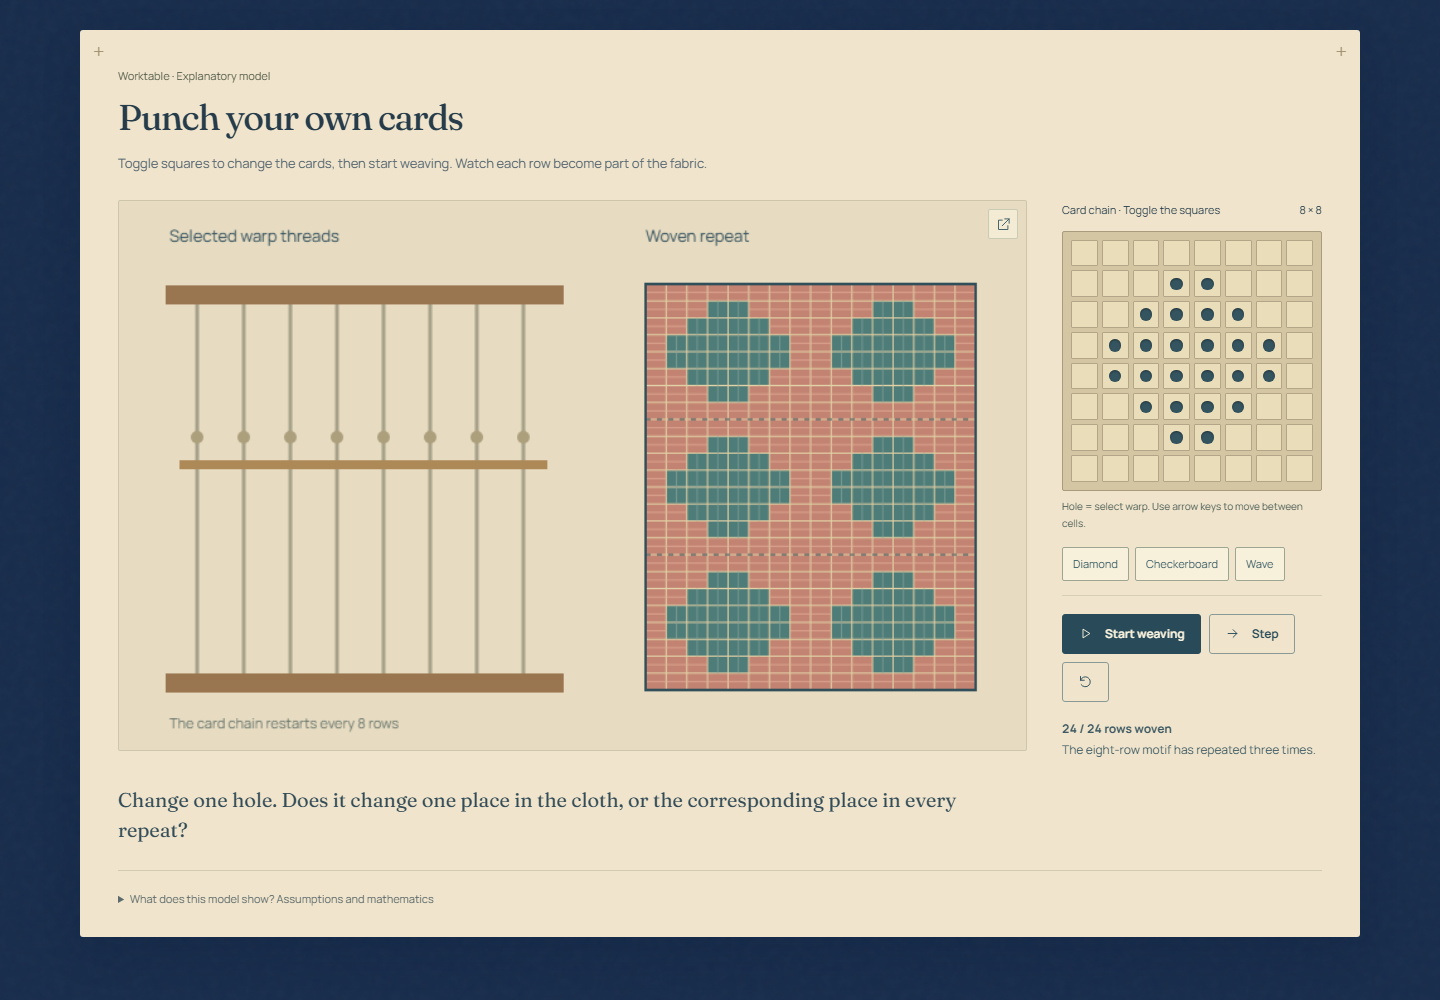 Worktable · Explanatory model
Punch your own cards
Toggle squares to change the cards, then start weaving. Watch each row become part of the fabric.
Selected warp threads
Woven repeat
The card chain restarts every 8 rows
Card chain · Toggle the squares
8 × 8
Hole = select warp. Use arrow keys to move between
cells.
Diamond
Checkerboard
Wave
Start weaving
Step
24 / 24 rows woven
The eight-row motif has repeated three times.
Change one hole. Does it change one place in the cloth, or the corresponding place in every
repeat?
What does this model show? Assumptions and mathematics